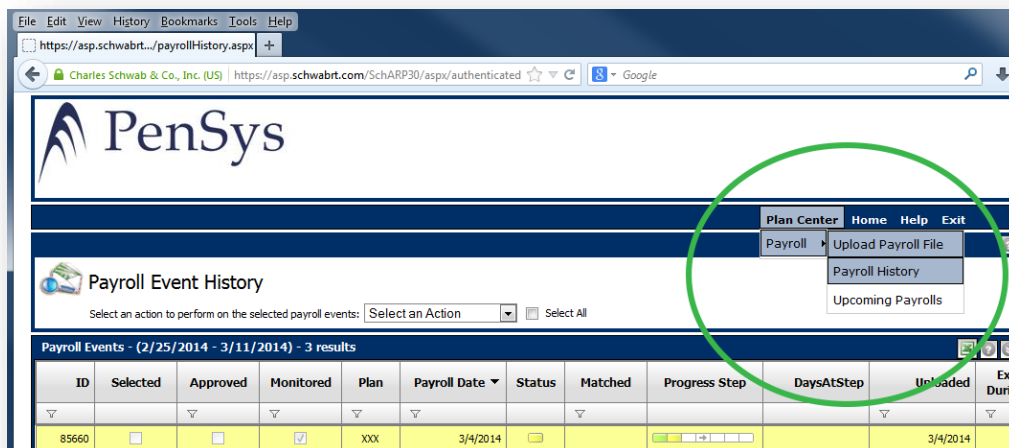 File Edit View History Bookmarks Tools Help
https://asp.schwabrt.../payrollHistory.aspx +
Charles Schwab & Co., Inc. (US) https://asp.schwabrt.com/SchARP30/aspx/authenticated 8 Google
PenSys
Plan Center Home Help Exit
Payroll Upload Payroll File
Payroll History
Upcoming Payrolls
Payroll Event History
Select an action to perform on the selected payroll events: Select an Action Select All
Payroll Events - (2/25/2014 - 3/11/2014) - 3 results
ID Selected Approved Monitored Plan Payroll Date Status Matched Progress Step DaysAtStep Uploaded
85660 XXX 3/4/2014 3/4/2014